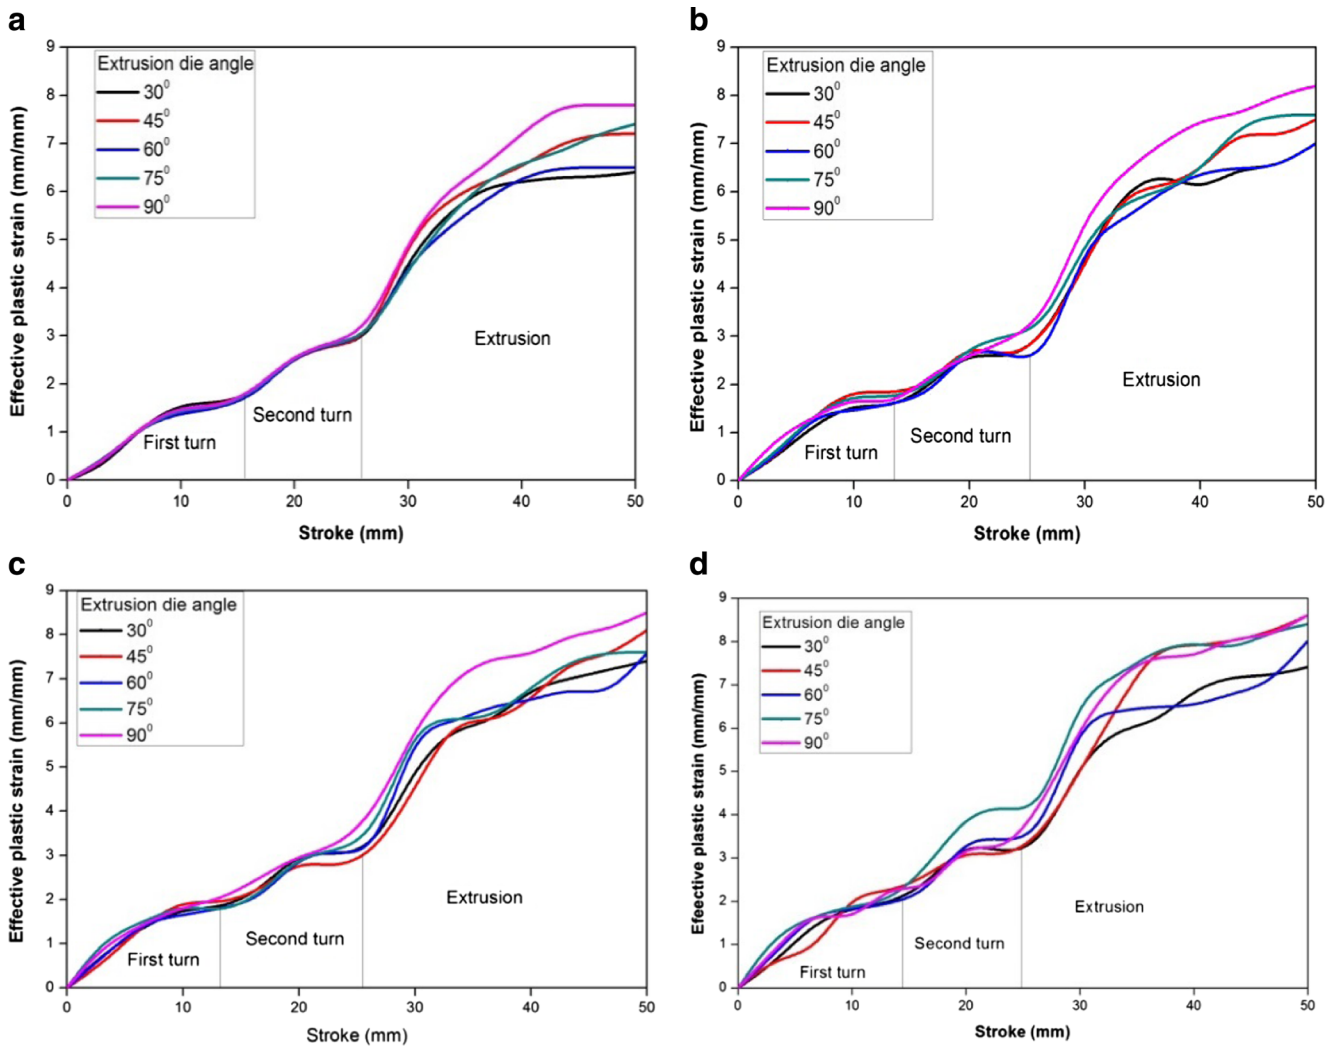 a
Effective plastic strain (mm/mm)
9
8
7
6
5
4
3
2
1
0
Extrusion die angle
30⁰
45⁰
60⁰
75⁰
90⁰
First turn
Second turn
Extrusion
0 10 20 30 40 50
Stroke (mm)
b
Effective plastic strain (mm/mm)
9
8
7
6
5
4
3
2
1
0
Extrusion die angle
30⁰
45⁰
60⁰
75⁰
90⁰
First turn
Second turn
Extrusion
0 10 20 30 40 50
Stroke (mm)
c
Effective plastic strain (mm/mm)
9
8
7
6
5
4
3
2
1
0
Extrusion die angle
30⁰
45⁰
60⁰
75⁰
90⁰
First turn
Second turn
Extrusion
0 10 20 30 40 50
Stroke (mm)
d
Effeective plastic strain (mm/mm)
9
8
7
6
5
4
3
2
1
0
Extrusion die angle
30⁰
45⁰
60⁰
75⁰
90⁰
First turn
Second turn
Extrusion
0 10 20 30 40 50
Stroke (mm)